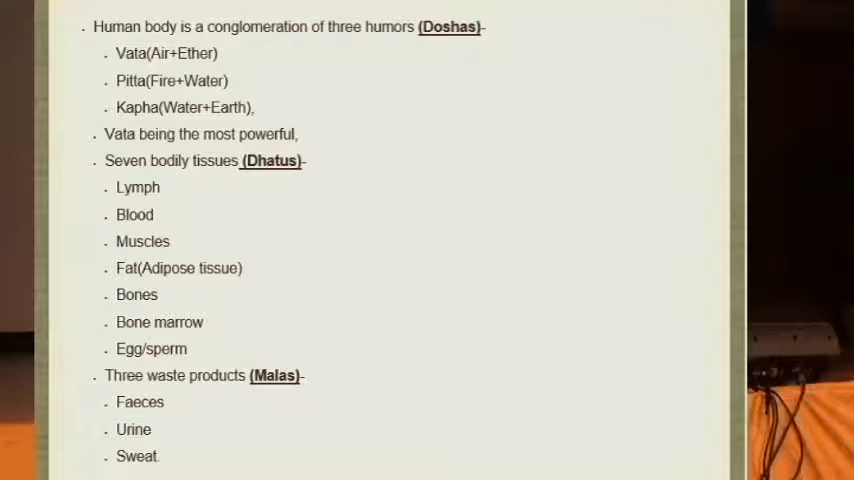 . Human body is a conglomeration of three humors (Doshas)-
. Vata(Air+Ether)
. Pitta(Fire+Water)
. Kapha(Water+Earth),
. Vata being the most powerful,
. Seven bodily tissues (Dhatus)-
. Lymph
. Blood
. Muscles
. Fat(Adipose tissue)
. Bones
. Bone marrow
. Egg/sperm
. Three waste products (Malas)-
. Faeces
. Urine
. Sweat.